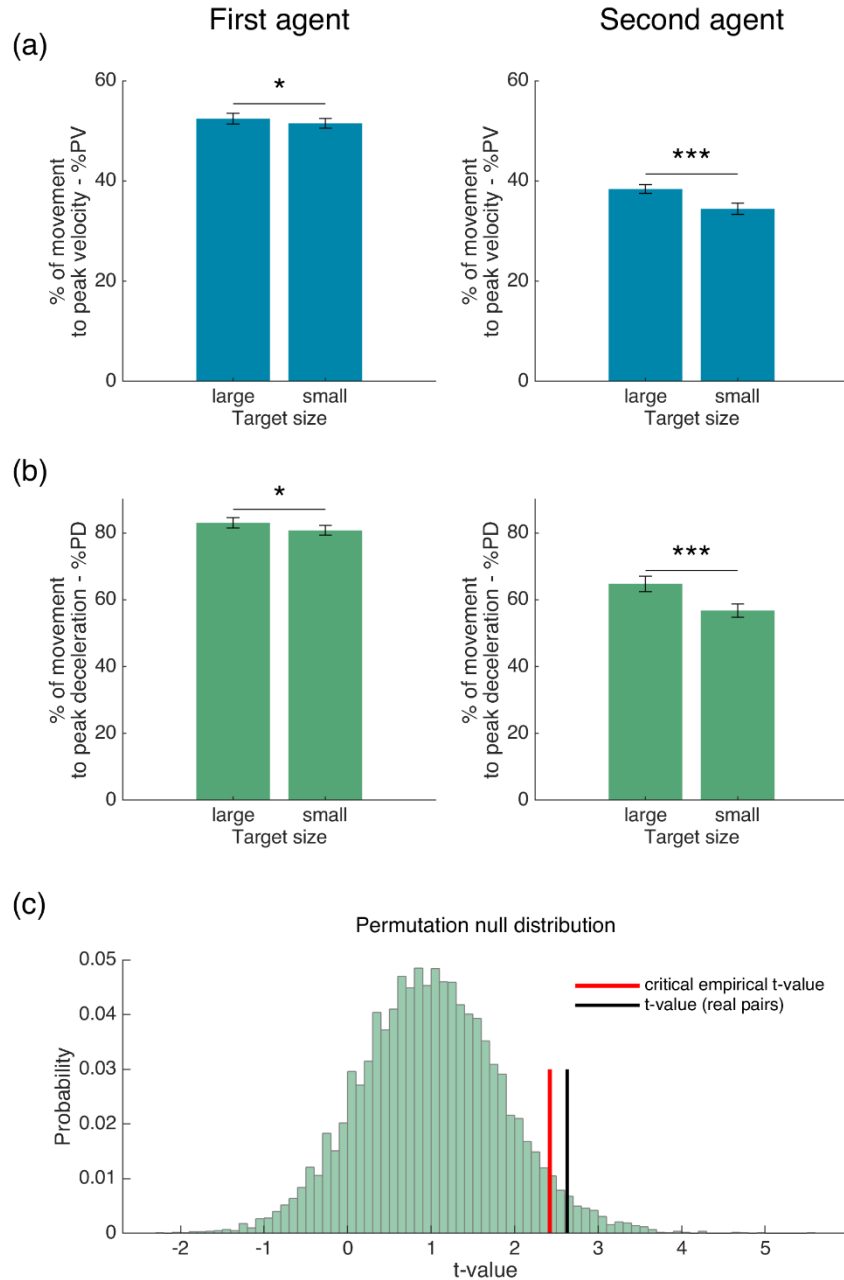 First agent
Second agent
(a)
% of movement
to peak velocity - %PV
60
40
20
0
*
large
small
Target size
% of movement
to peak velocity - %PV
60
40
20
0
***
large
small
Target size
(b)
% of movement
to peak deceleration - %PD
80
60
40
20
0
*
large
small
Target size
% of movement
to peak deceleration - %PD
80
60
40
20
0
***
large
small
Target size
(c)
Permutation null distribution
Probability
0.05
0.04
0.03
0.02
0.01
0
critical empirical t-value
t-value (real pairs)
-2
-1
0
1
2
3
4
5
t-value